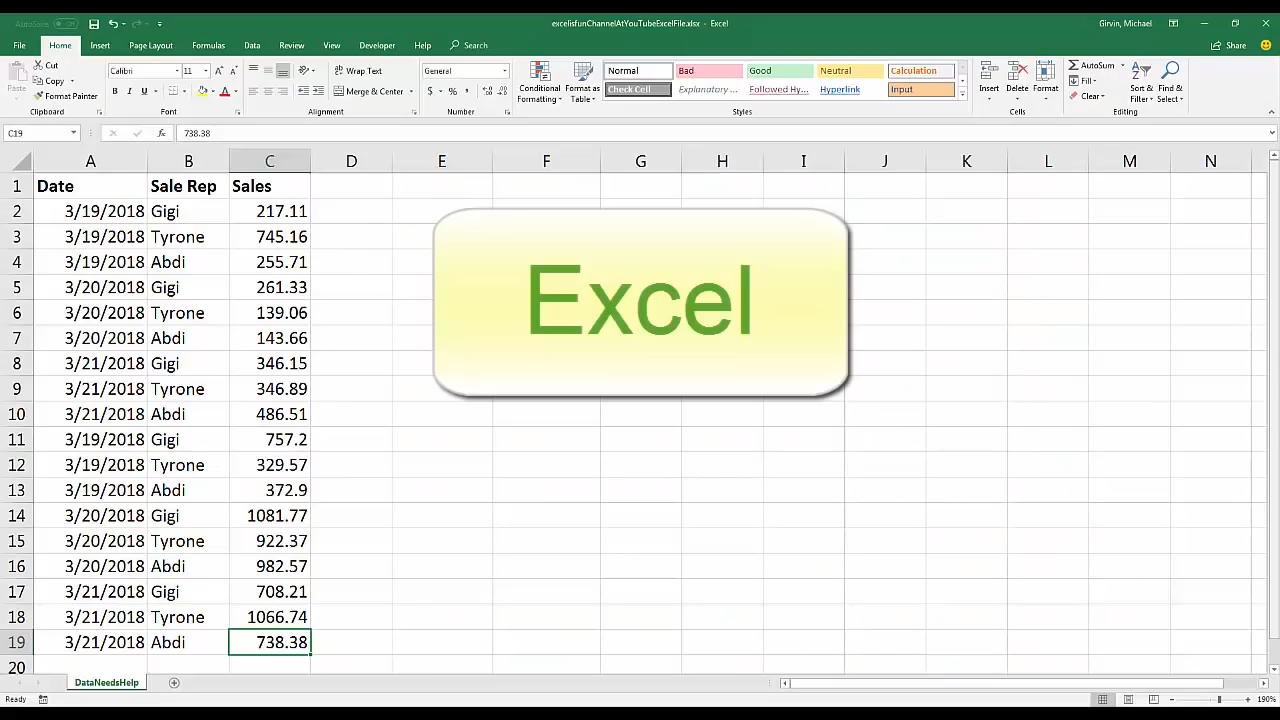 AutoSave Off
excelisfunChannelAtYouTubeExcelFile.xlsx - Excel
Girvin, Michael
File Home Insert Page Layout Formulas Data Review View Developer Help Search Share
Cut
Copy
Format Painter
Paste
Clipboard
Calibri 11
B I U
Font
Wrap Text
Merge & Center
Alignment
General
$ % ,
Number
Conditional Formatting
Format as Table
Normal Bad Good Neutral Calculation
Check Cell Explanary ... Followed Hy... Hyperlink Input
Styles
Insert Delete Format
Cells
AutoSum
Fill
Clear
Sort & Filter
Find & Select
Editing
C19 fx 738.38
A B C D E F G H I J K L M N
1 Date Sale Rep Sales
2 3/19/2018 Gigi 217.11
3 3/19/2018 Tyrone 745.16
4 3/19/2018 Abdi 255.71
5 3/20/2018 Gigi 261.33
6 3/20/2018 Tyrone 139.06
7 3/20/2018 Abdi 143.66
8 3/21/2018 Gigi 346.15
9 3/21/2018 Tyrone 346.89
10 3/21/2018 Abdi 486.51
11 3/19/2018 Gigi 757.2
12 3/19/2018 Tyrone 329.57
13 3/19/2018 Abdi 372.9
14 3/20/2018 Gigi 1081.77
15 3/20/2018 Tyrone 922.37
16 3/20/2018 Abdi 982.57
17 3/21/2018 Gigi 708.21
18 3/21/2018 Tyrone 1066.74
19 3/21/2018 Abdi 738.38
20
Excel
DataNeedsHelp
Ready
190%